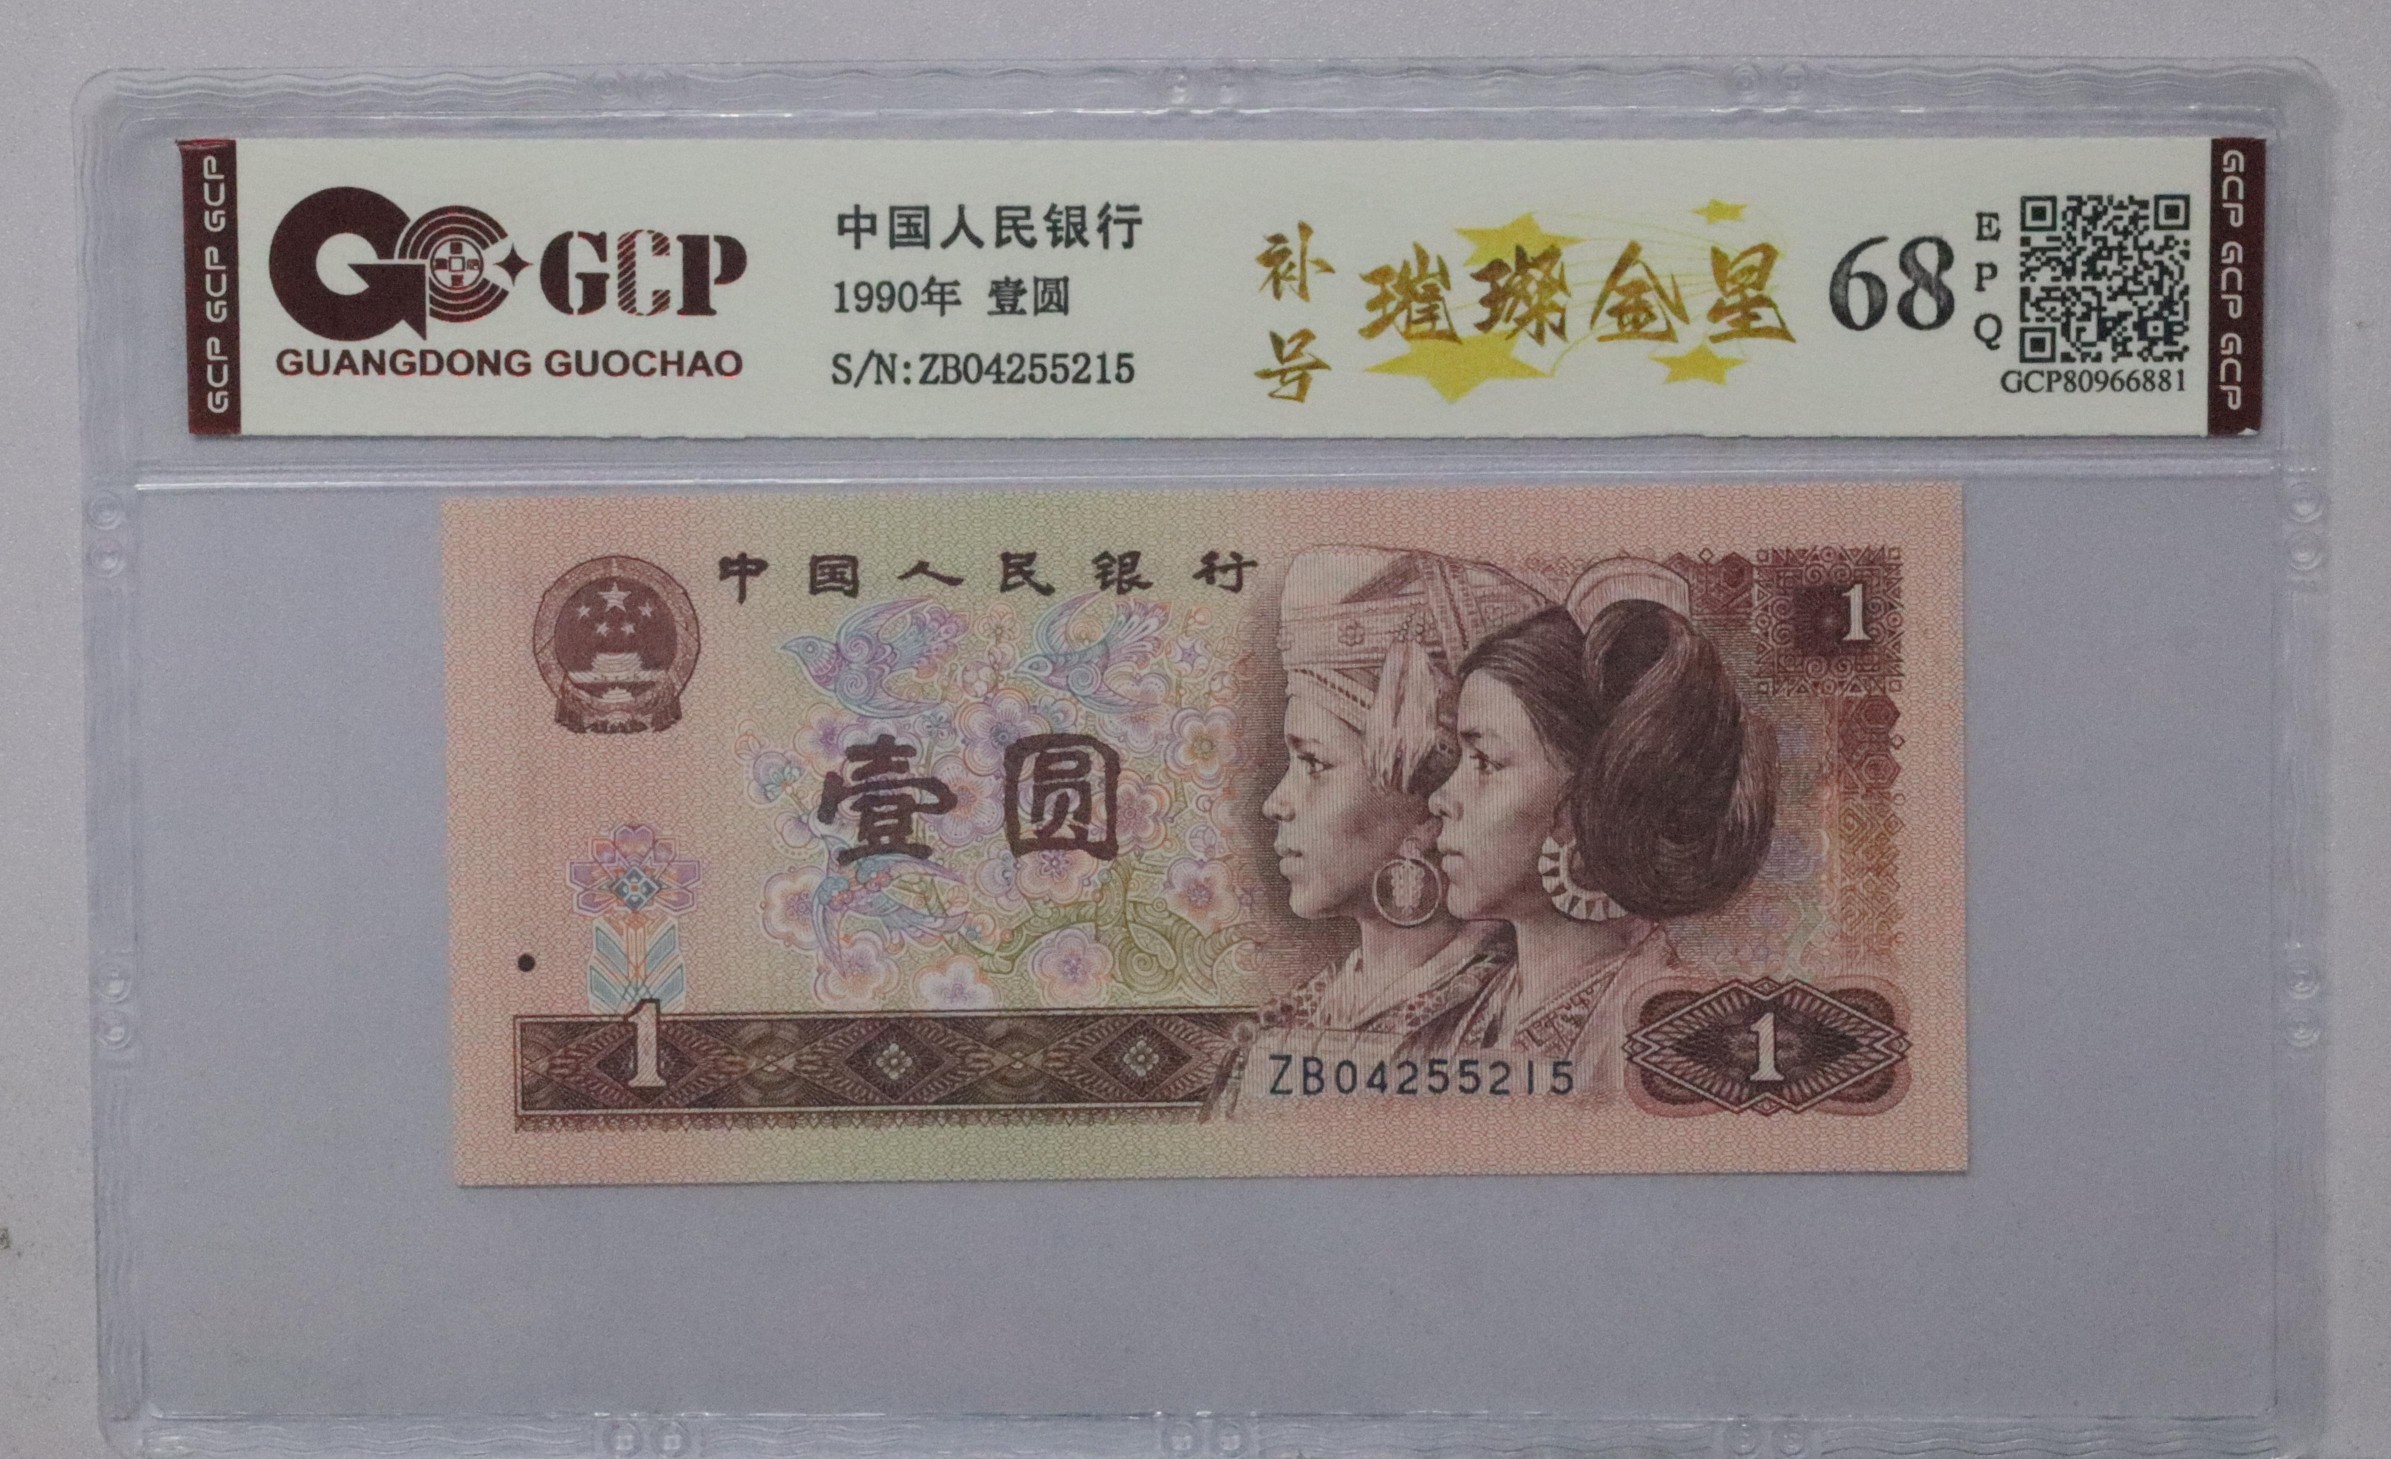 GCP GCP GCP
GCP
GUANGDONG GUOCHAO
中国人民银行
1990年 壹圆
S/N:ZB04255215
补号
璀璨金星
68
EPQ
GCP80966881
GCP GCP GCP
中国人民银行
1
壹圆
1
ZB04255215
1